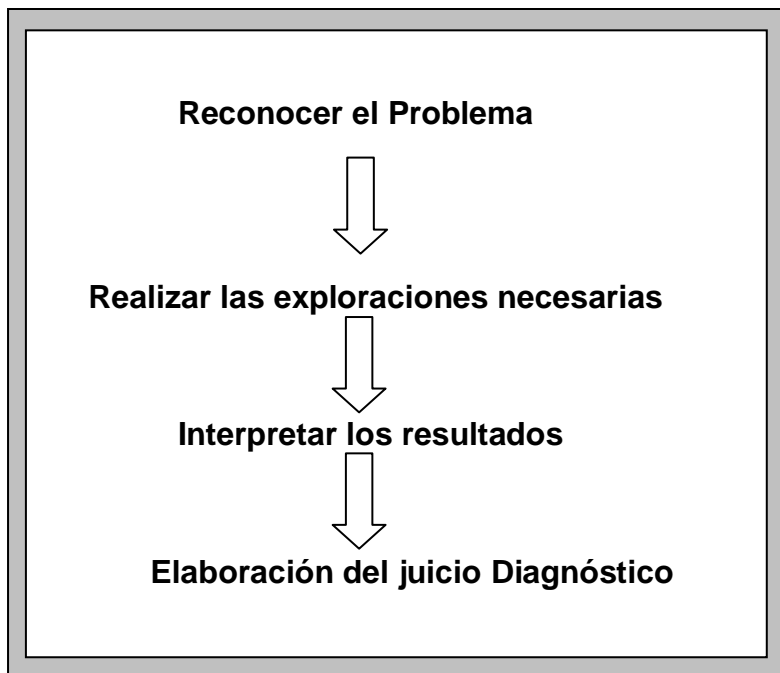 Reconocer el Problema
Realizar las exploraciones necesarias
Interpretar los resultados
Elaboración del juicio Diagnóstico